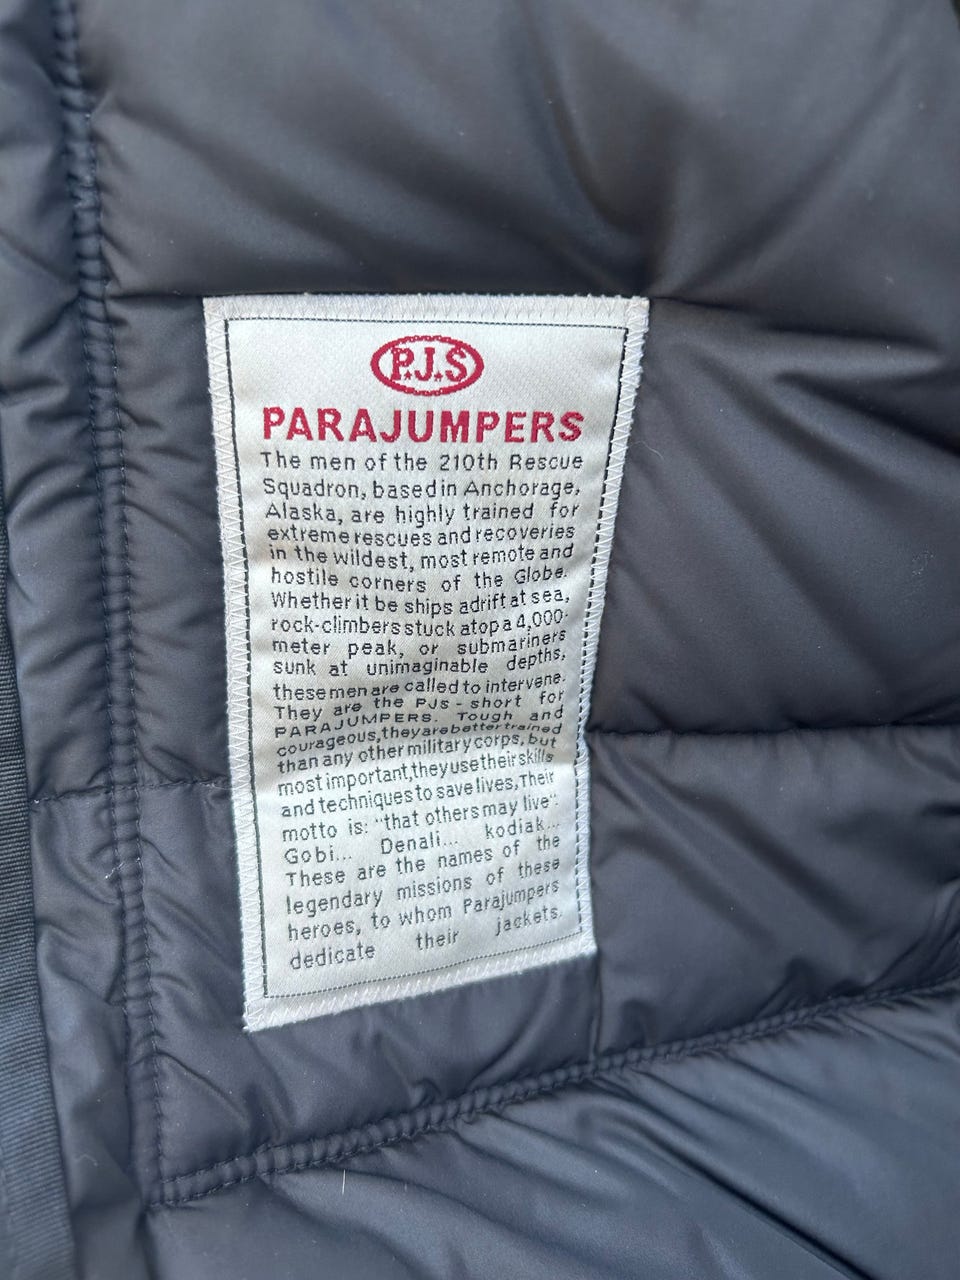 P.J.S
PARAJUMPERS
The men of the 210th Rescue
Squadron, based in Anchorage,
Alaska, are highly trained for
extreme rescues and recoveries
in the wildest, most remote and
hostile corners of the Globe.
Whether it be ships adrift at sea,
rock-climbers stuck atop a 4,000-
meter peak, or submariners
sunk at unimaginable depths,
these men are called to intervene.
They are the PJs - short for
PARAJUMPERS. Tough and
courageous, they are better trained
than any other military corps, but
most important, they use their skills
and techniques to save lives, Their
motto is: "that others may live".
Gobi... Denali... kodiak...
These are the names of the
legendary missions of these
heroes, to whom Parajumpers
dedicate their jackets.